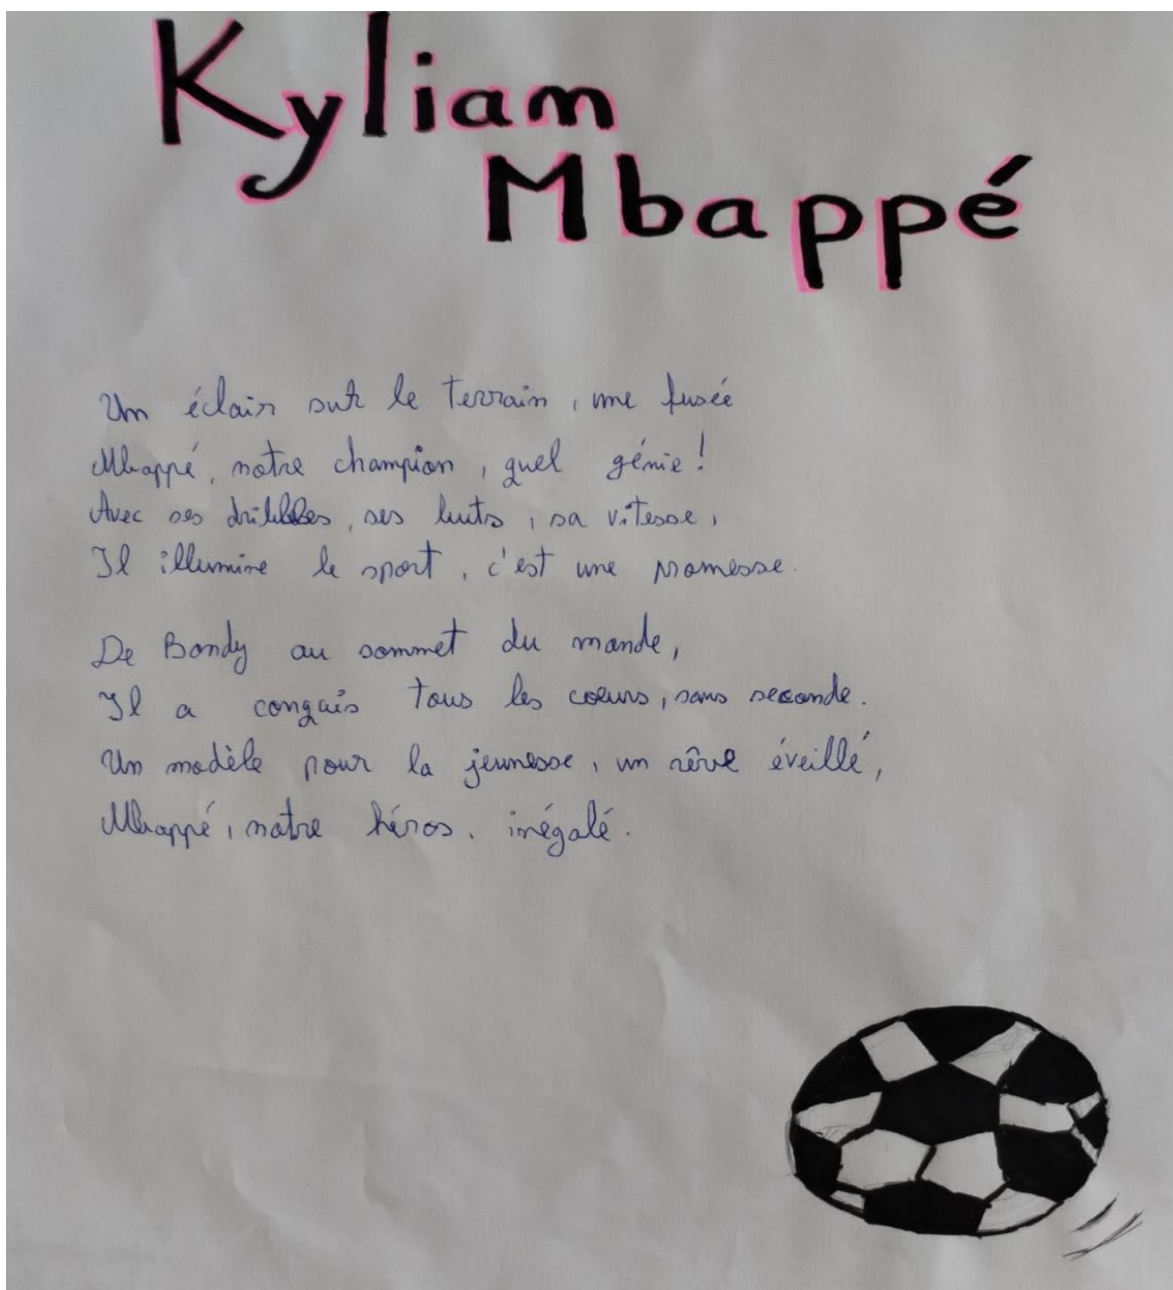 Kyliam
Mbappé
Un éclair sur le terrain, une fusée
Mbappé, notre champion, quel génie !
Avec ses dribbles, ses buts, sa vitesse,
Il illumine le sport, c'est une promesse.
De Bondy au sommet du monde,
Il a conquis tous les cœurs, sans seconde.
Un modèle pour la jeunesse, un rêve éveillé,
Mbappé, notre héros, inégalé.